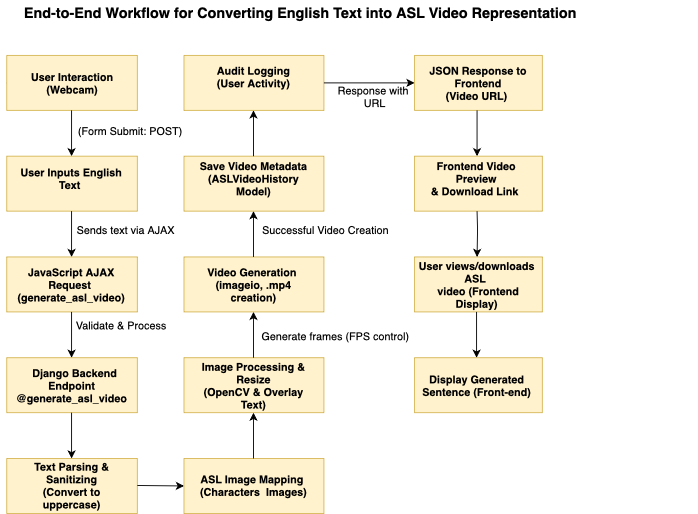 End-to-End Workflow for Converting English Text into ASL Video Representation
User Interaction
(Webcam)
(Form Submit: POST)
User Inputs English
Text
Sends text via AJAX
JavaScript AJAX
Request
(generate_asl_video)
Validate & Process
Django Backend
Endpoint
@generate_asl_video
Text Parsing &
Sanitizing
(Convert to
uppercase)
ASL Image Mapping
(Characters  Images)
Image Processing &
Resize
(OpenCV & Overlay
Text)
Generate frames (FPS control)
Video Generation
(imageio, .mp4
creation)
Successful Video Creation
Save Video Metadata
(ASLVideoHistory
Model)
Audit Logging
(User Activity)
Response with
URL
JSON Response to
Frontend
(Video URL)
Frontend Video
Preview
& Download Link
User views/downloads
ASL
video (Frontend
Display)
Display Generated
Sentence (Front-end)